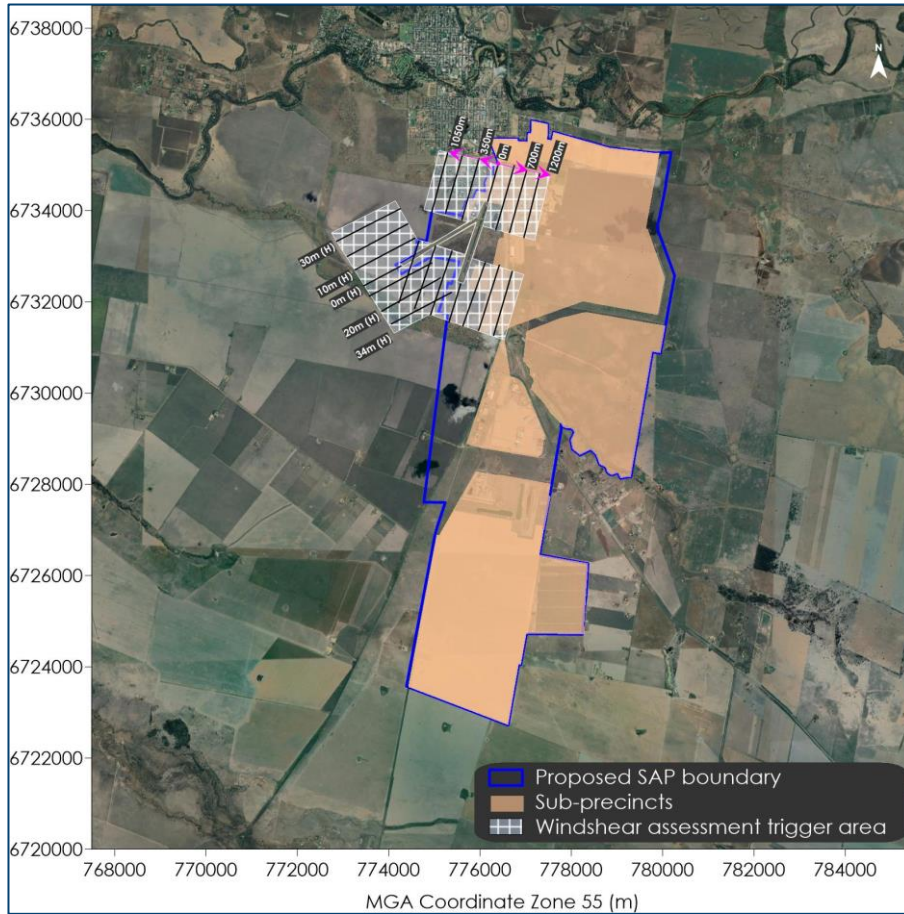 6738000
6736000
6734000
6732000
6730000
6728000
6726000
6724000
6722000
6720000
N
1050m
350m
0m
700m
1200m
30m (H)
10m (H)
0m (H)
20m (H)
34m (H)
Proposed SAP boundary
Sub-precincts
Windshear assessment trigger area
768000 770000 772000 774000 776000 778000 780000 782000 784000
MGA Coordinate Zone 55 (m)